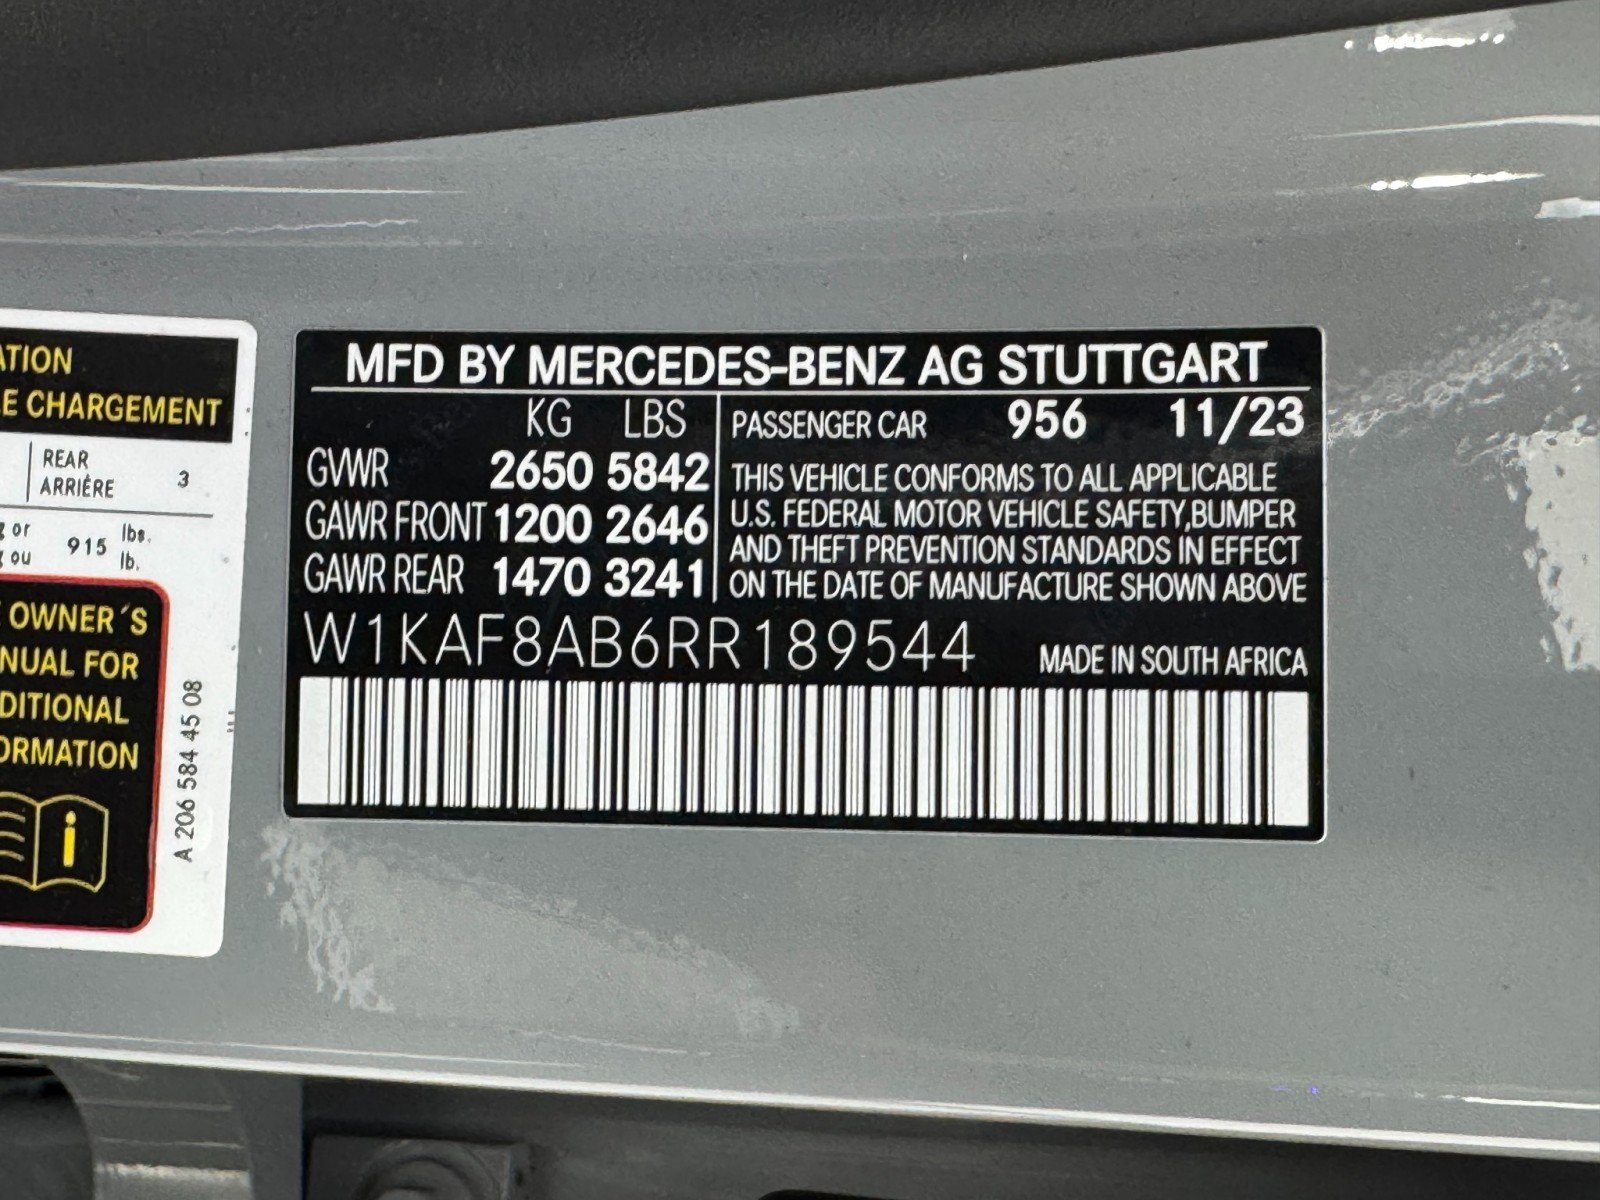 ATION
LE CHARGEMENT
REAR
ARRIÈRE 3
g or 915 lbs.
g ou lb.
OWNER´S
NUAL FOR
DITIONAL
ORMATION
i
A 206 584 45 08
MFD BY MERCEDES-BENZ AG STUTTGART
KG LBS
GVWR 2650 5842
GAWR FRONT 1200 2646
GAWR REAR 1470 3241
PASSENGER CAR 956 11/23
THIS VEHICLE CONFORMS TO ALL APPLICABLE
U.S. FEDERAL MOTOR VEHICLE SAFETY,BUMPER
AND THEFT PREVENTION STANDARDS IN EFFECT
ON THE DATE OF MANUFACTURE SHOWN ABOVE
W1KAF8AB6RR189544
MADE IN SOUTH AFRICA